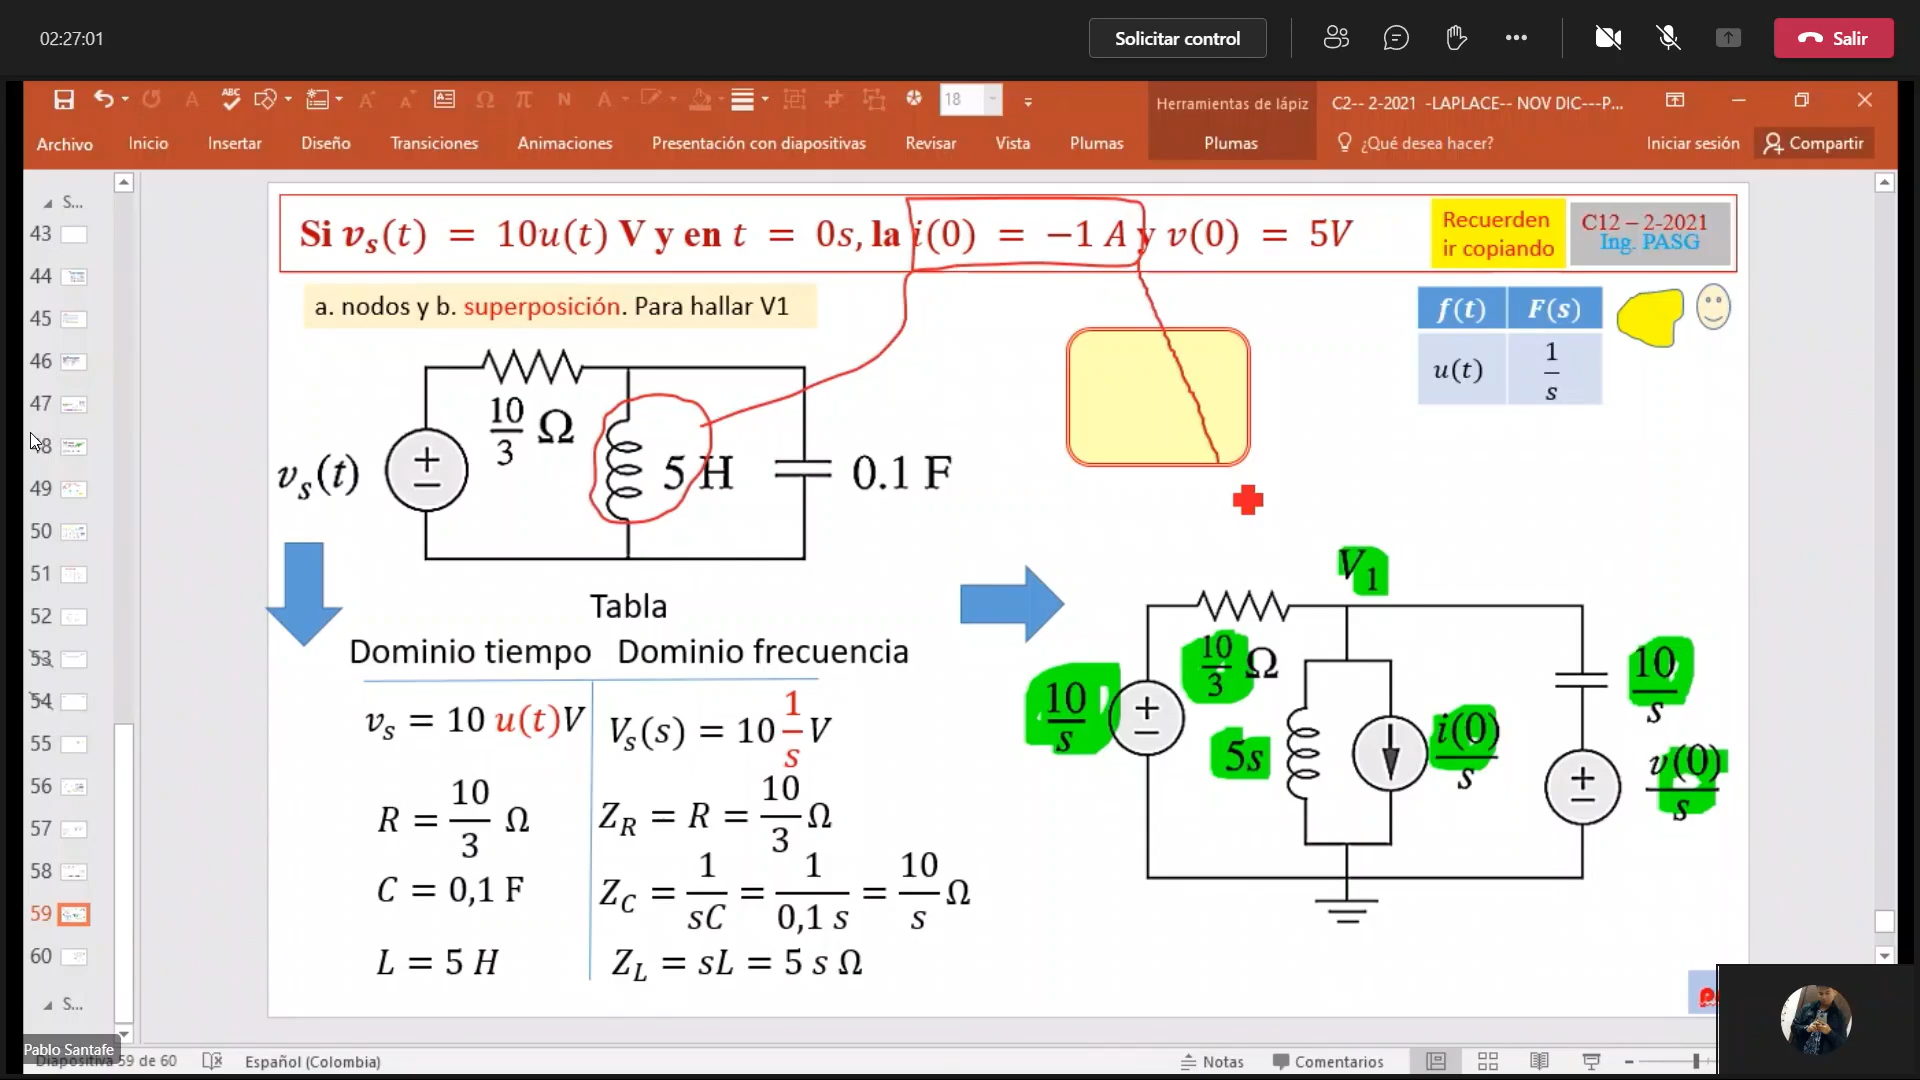 02:27:01
Solicitar control
Salir
18
Herramientas de lápiz
C2-- 2-2021 -LAPLACE-- NOV DIC---P...
Archivo
Inicio
Insertar
Diseño
Transiciones
Animaciones
Presentación con diapositivas
Revisar
Vista
Plumas
Plumas
¿Qué desea hacer?
Iniciar sesión
Compartir
S...
43
44
45
46
47
48
49
50
51
52
53
54
55
56
57
58
59
60
S...
Si vₛ(t) = 10u(t) V y en t = 0s, la i(0) = −1 A y v(0) = 5V
Recuerden
ir copiando
C12 – 2-2021
Ing. PASG
a. nodos y b. superposición. Para hallar V1
f(t) F(s)
u(t) 1/s
10/3 Ω
vₛ(t)
5 H
0.1 F
Tabla
Dominio tiempo Dominio frecuencia
vₛ = 10 u(t)V Vₛ(s) = 10 1/s V
R = 10/3 Ω Z_R = R = 10/3 Ω
C = 0,1 F Z_C = 1/sC = 1/0,1 s = 10/s Ω
L = 5 H Z_L = sL = 5 s Ω
V₁
10/3 Ω
10/s
5s
i(0)/s
10/s
v(0)/s
Pablo Santafe
Diapositiva 59 de 60
Español (Colombia)
Notas
Comentarios